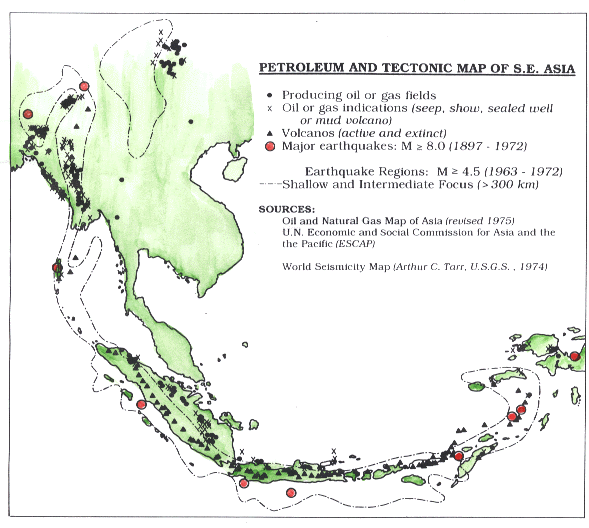 PETROLEUM AND TECTONIC MAP OF S.E. ASIA
Producing oil or gas fields
x Oil or gas indications (seep, show, sealed well
or mud volcano)
Volcanos (active and extinct)
Major earthquakes: M ≥ 8.0 (1897 - 1972)
Earthquake Regions: M ≥ 4.5 (1963 - 1972)
Shallow and Intermediate Focus (>300 km)
SOURCES:
Oil and Natural Gas Map of Asia (revised 1975)
U.N. Economic and Social Commission for Asia and the
the Pacific (ESCAP)
World Seismicity Map (Arthur C. Tarr, U.S.G.S. , 1974)